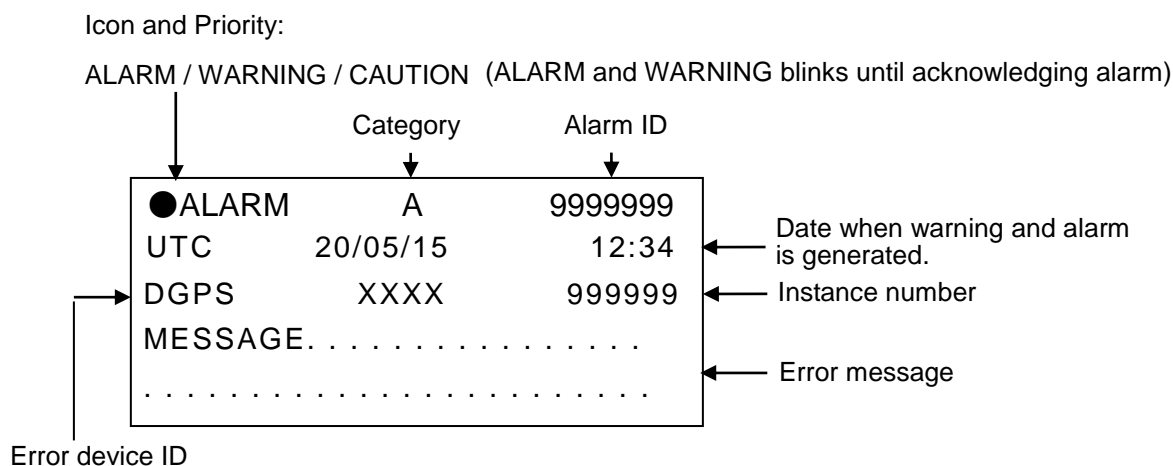 Icon and Priority:
ALARM / WARNING / CAUTION (ALARM and WARNING blinks until acknowledging alarm)
Category Alarm ID
●ALARM A 9999999
UTC 20/05/15 12:34
Date when warning and alarm
is generated.
DGPS XXXX 999999
Instance number
MESSAGE. . . . . . . . . . . . . . . . .
. . . . . . . . . . . . . . . . . . . . . . . . .
Error message
Error device ID